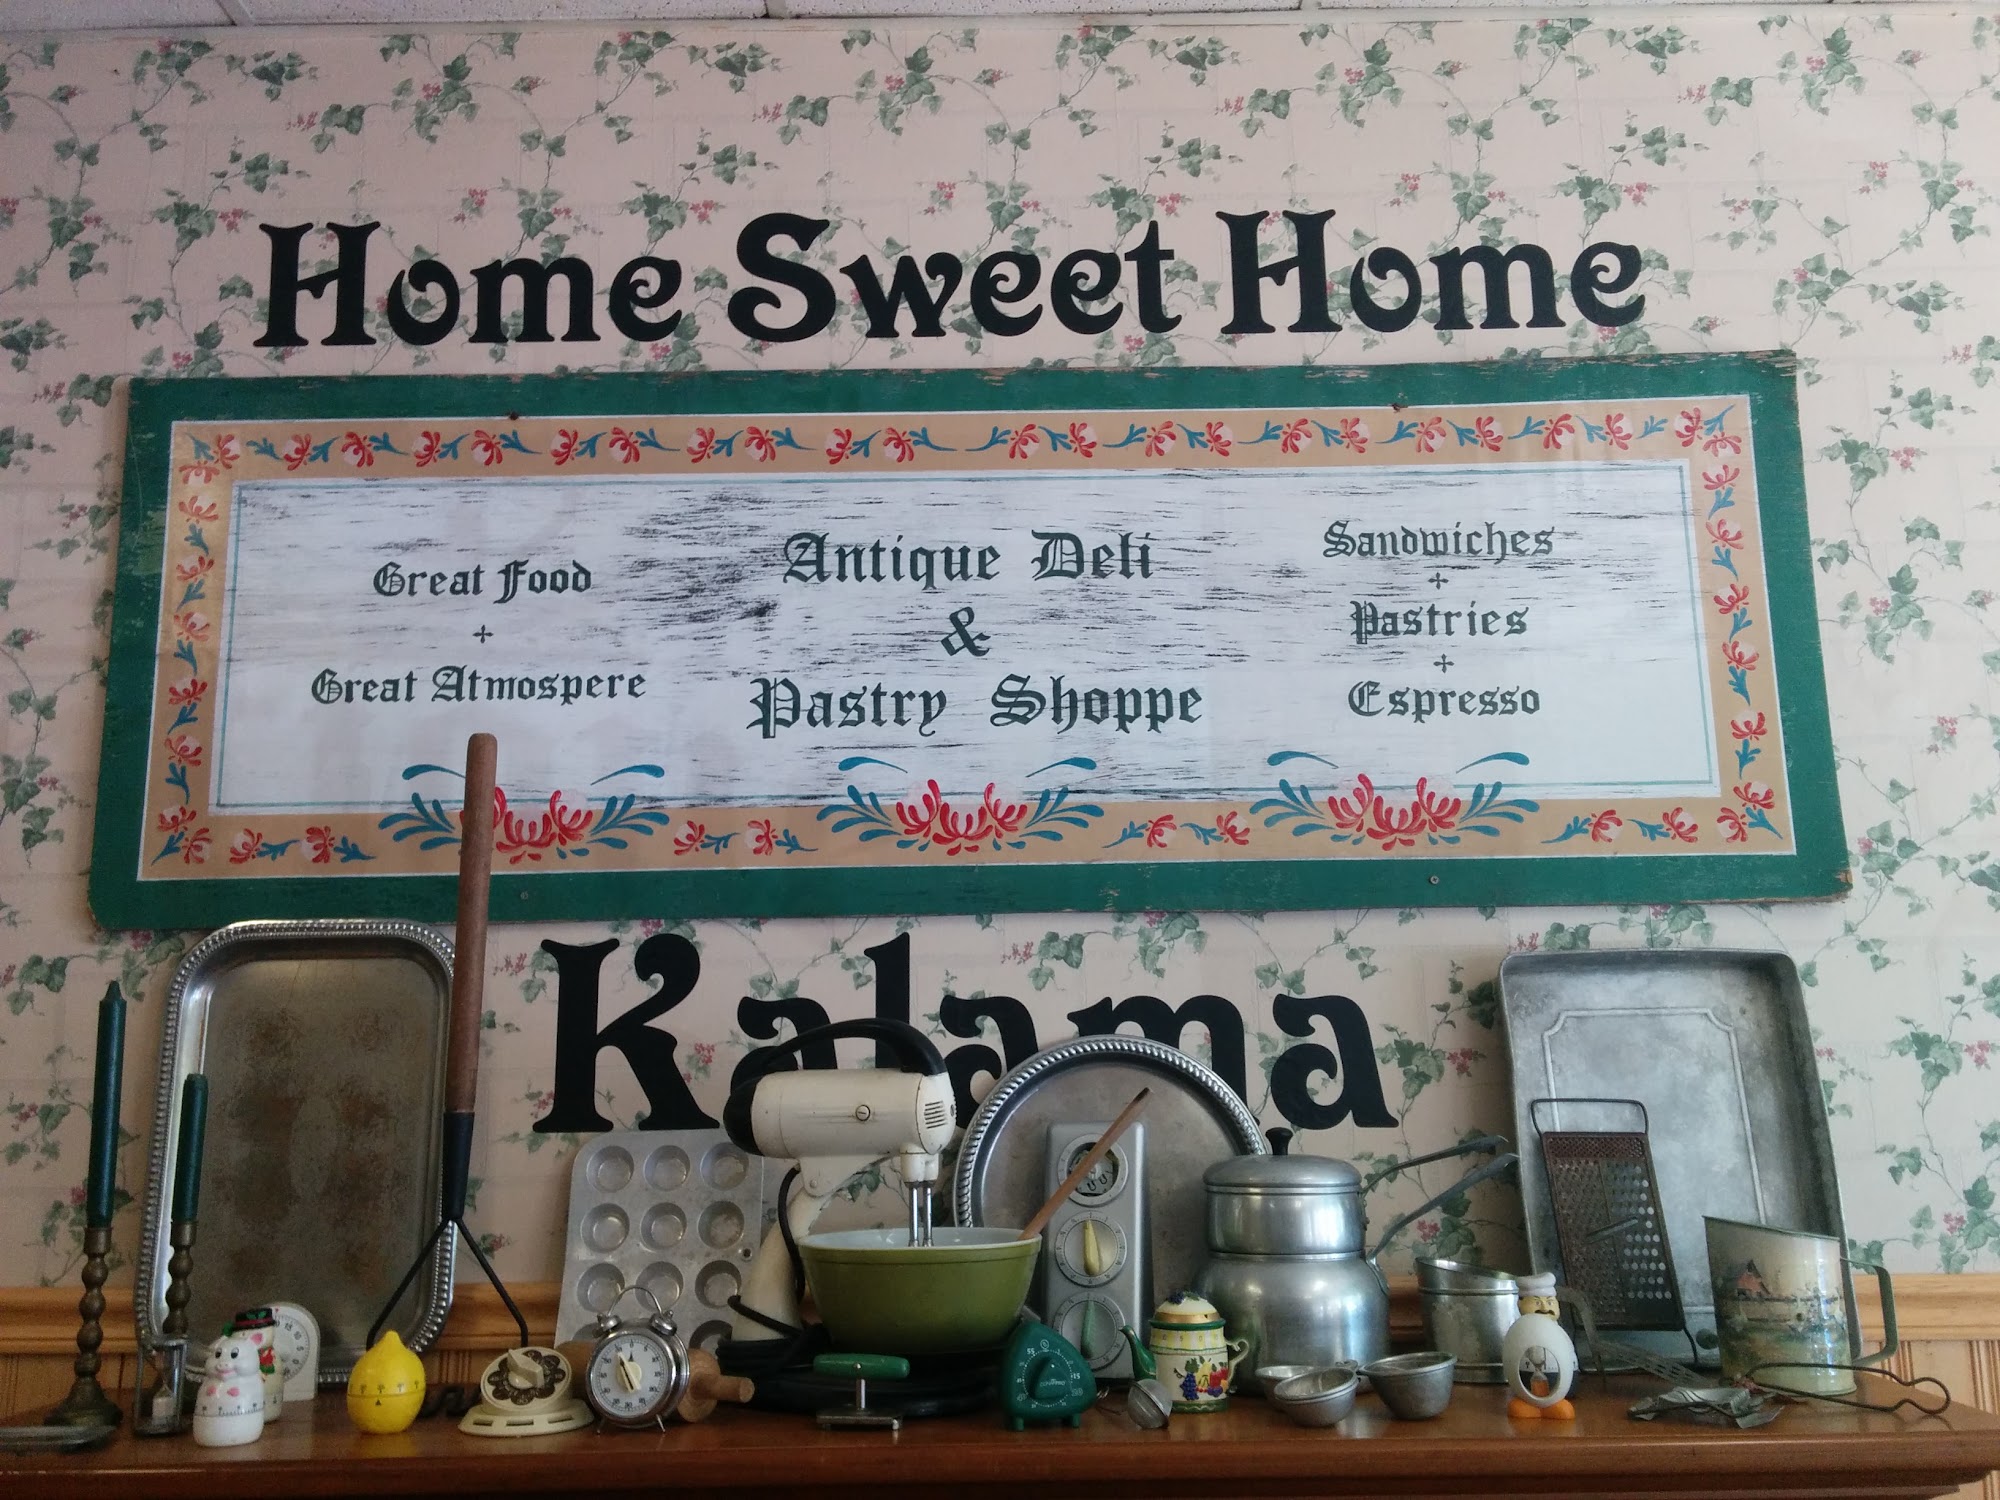 Home Sweet Home
Great Food
+
Great Atmospere
Antique Deli
&
Pastry Shoppe
Sandwiches
+
Pastries
+
Espresso
Kalama